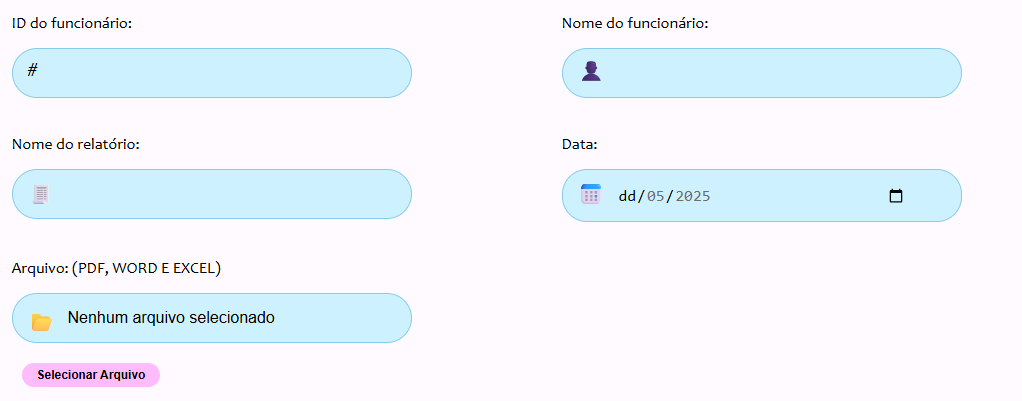 ID do funcionário:
Nome do funcionário:
#
Nome do relatório:
Data:
dd/05/2025
Arquivo: (PDF, WORD E EXCEL)
Nenhum arquivo selecionado
Selecionar Arquivo